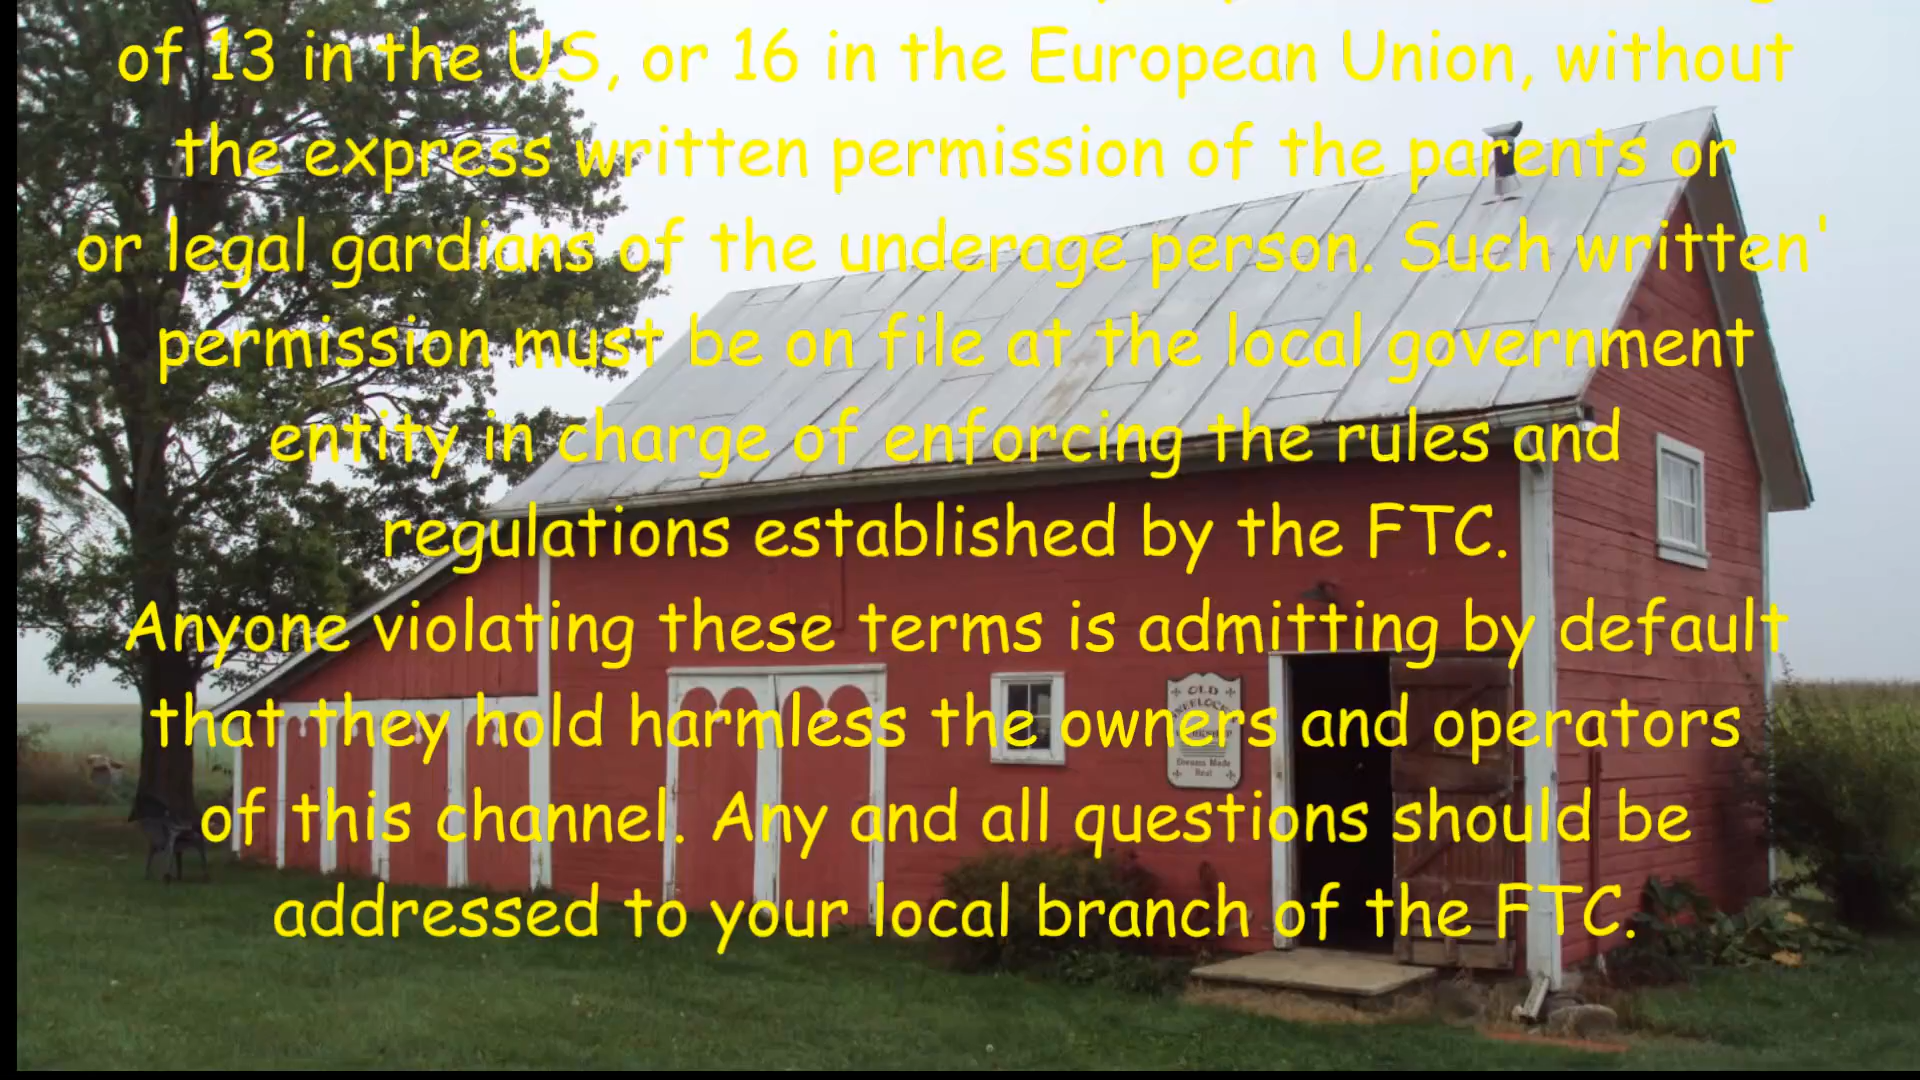 of 13 in the US, or 16 in the European Union, without
the express written permission of the parents or
or legal gardians of the underage person. Such written'
permission must be on file at the local government
entity in charge of enforcing the rules and
regulations established by the FTC.
Anyone violating these terms is admitting by default
that they hold harmless the owners and operators
of this channel. Any and all questions should be
addressed to your local branch of the FTC.
OLD
Dreams Made
Real